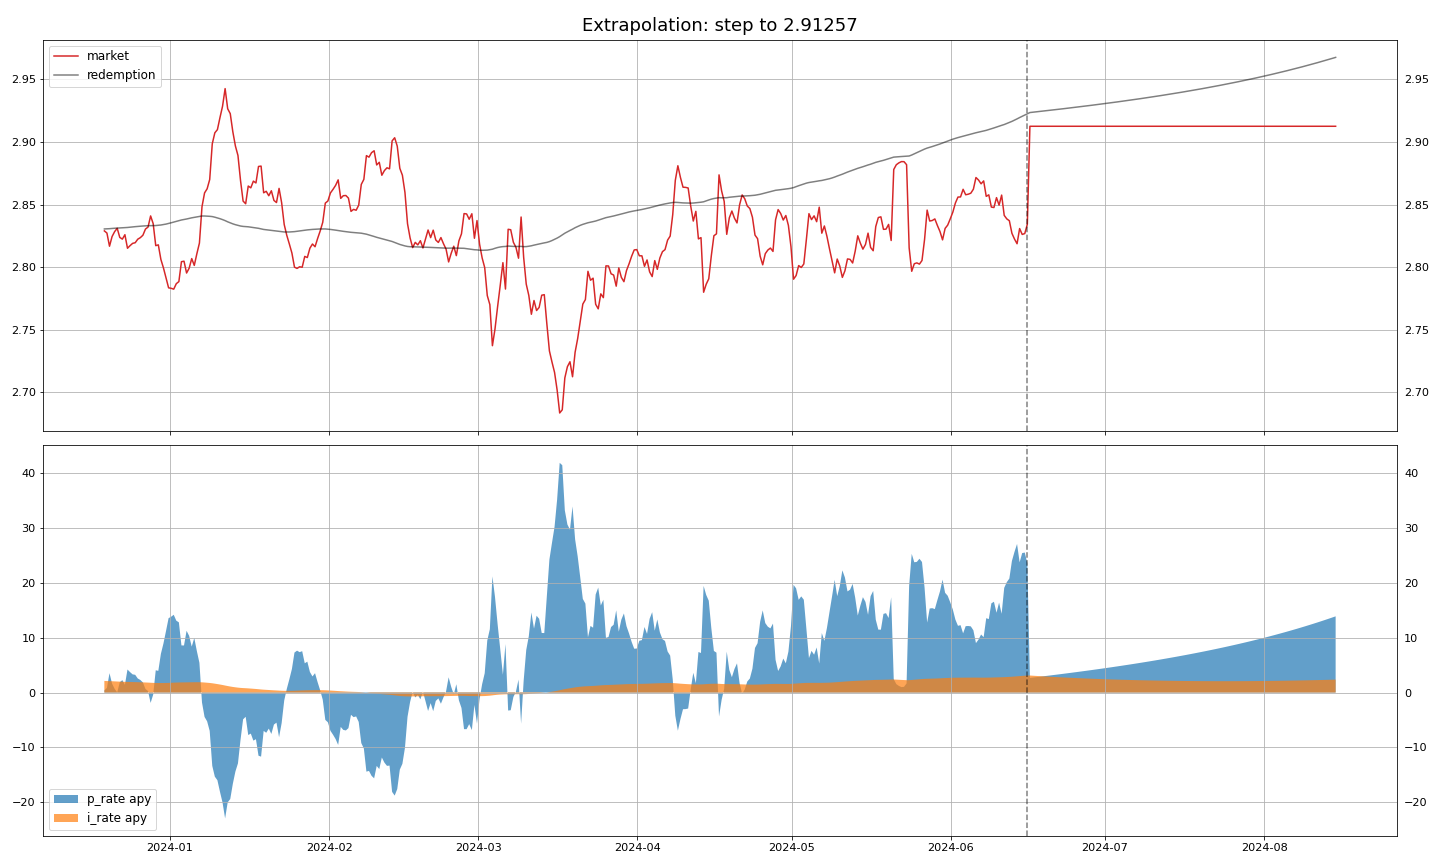 Extrapolation: step to 2.91257
market
redemption
2.95 2.95
2.90 2.90
2.85 2.85
2.80 2.80
2.75 2.75
2.70 2.70
40 40
30 30
20 20
10 10
0 0
−10 −10
−20 −20
p_rate apy
i_rate apy
2024-01 2024-02 2024-03 2024-04 2024-05 2024-06 2024-07 2024-08